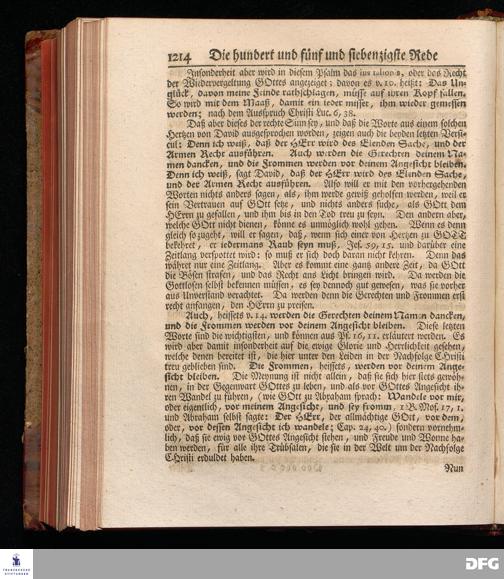 1214 Die hundert und fünf und siebenzigste Rede
Insonderheit aber wird in diesem Psalm das ius talionis, oder das Recht
der Wiedervergeltung GOttes angezeiget; davon es v. 10. heißt: Das Un-
glück, davon meine Feinde rathschlagen, müsse auf ihren Kopf fallen,
So wird mit dem Maaß, damit ein jeder misset, ihm wieder gemessen
werden; nach dem Ausspruch Christi Luc. 6, 38.
Daß aber dieses der rechte Sinn sey, und daß die Worte aus einem solchen
Hertzen von David ausgesprochen worden, zeigen auch die beyden letzten Versi-
cul: Denn ich weiß, daß der HErr wird des Elenden Sache, und der
Armen Recht ausführen. Auch werden die Gerechten deinem Na-
men dancken, und die Frommen werden vor deinem Angesicht bleiben.
Denn ich weiß, sagt David, daß der HErr wird des Elenden Sache,
und der Armen Recht ausführen. Also will er mit den vorhergehenden
Worten nichts anders sagen, als, ihm werde gewiß geholfen werden, weil er
sein Vertrauen auf GOtt setzt, und nichts anders suche, als GOtt dem
HErrn zu gefallen, und ihm bis in den Tod treu zu seyn. Den andern aber,
welche GOtt nicht dienen, könne es unmöglich wohl gehen. Wenn es denn
gleich so zugeht, will er sagen, daß, wenn sich einer von Hertzen zu GOTT
bekehret, er iedermans Raub seyn muß, Jes. 59, 15. und darüber eine
Zeitlang verspottet wird: so muß er sich doch daran nicht kehren. Denn das
währet nur eine Zeitlang. Aber es kommt eine gantz andere Zeit, da GOtt
die Bösen strafen, und das Recht ans Licht bringen wird. Da werden die
Gottlosen selbst bekennen müssen, es sey dennoch gut gewesen, was sie vorher
aus Unverstand verachtet. Da werden denn die Gerechten und Frommen erst
recht anfangen, den HErrn zu preisen.
Auch, heissets v. 14. werden die Gerechten deinem Namen dancken,
und die Frommen werden vor deinem Angesicht bleiben. Diese letzten
Worte sind die wichtigsten, und können aus Ps. 16, 11. erläutert werden. Es
wird aber damit insonderheit auf die ewige Glorie und Herrlichkeit gesehen,
welche denen bereitet ist, die hier unter den Leiden in der Nachfolge CHristi
treu geblieben sind. Die Frommen, heissets, werden vor deinem Ange-
sicht bleiben. Die Meynung ist nicht allein, daß sie sich hier stets gewöh-
nen, in der Gegenwart GOttes zu leben, und als vor GOttes Angesicht ih-
ren Wandel zu führen, (wie GOtt zu Abraham sprach: Wandele vor mir,
oder eigentlich, vor meinem Angesicht, und sey fromm, 1 B. Mos. 17, 1.
und Abraham selbst sagte: Der HErr, der allmächtige GOtt, vor dem,
oder, vor dessen Angesicht ich wandele; Cap. 24, 40.) sondern vornehm-
lich, daß sie ewig vor GOttes Angesicht stehen, und Freude und Wonne ha-
ben werden, für alle ihre Trübsalen, die sie in der Welt um der Nachfolge
CHristi erduldet haben.
Nun
FRANCKESCHE
STIFTUNGEN
DFG